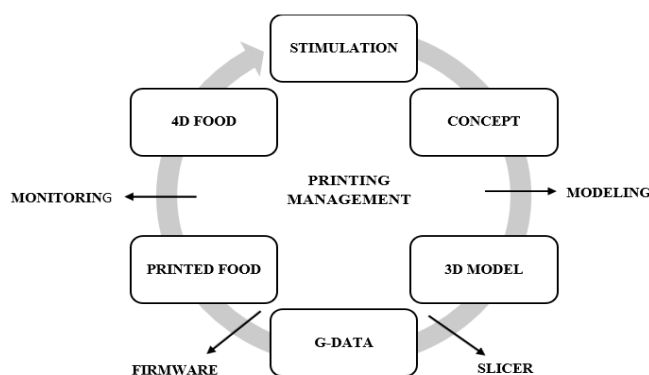 STIMULATION
4D FOOD
CONCEPT
PRINTING
MANAGEMENT
MONITORING
MODELING
PRINTED FOOD
3D MODEL
G-DATA
FIRMWARE
SLICER